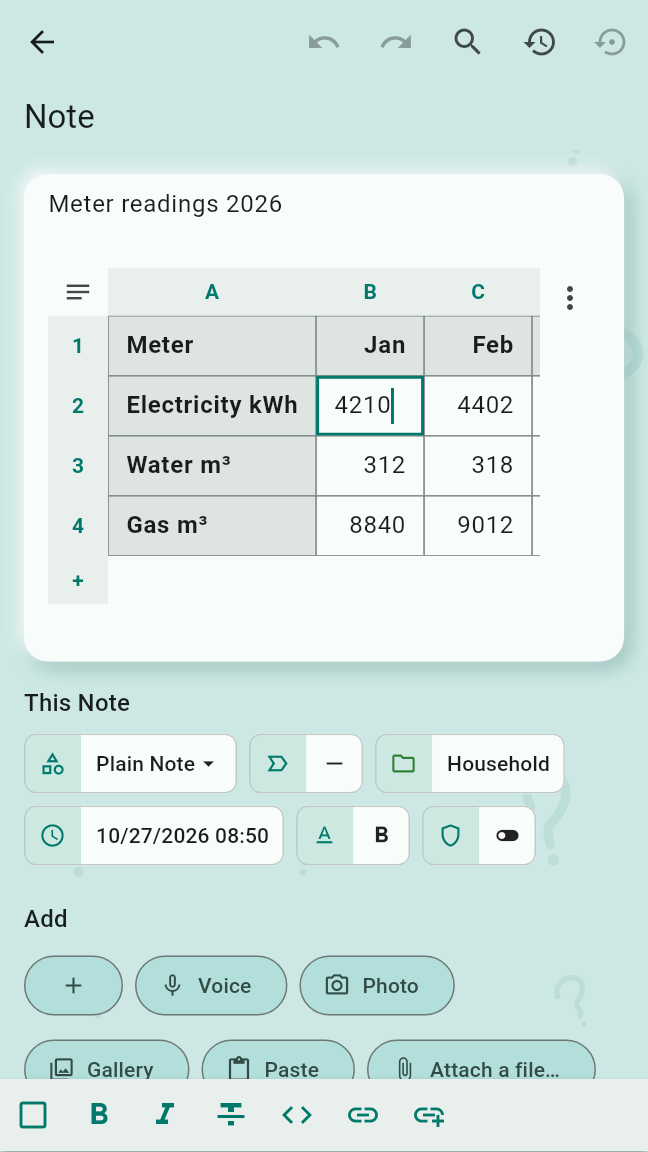 Note
Meter readings 2026
A B C
1 Meter Jan Feb
2 Electricity kWh 4210 4402
3 Water m³ 312 318
4 Gas m³ 8840 9012
+
This Note
Plain Note — Household
10/27/2026 08:50 A B
Add
+ Voice Photo
Gallery Paste Attach a file…
B I T <>